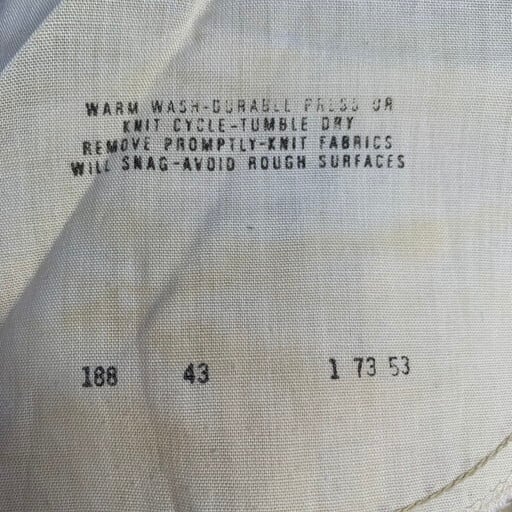 WARM WASH-DURABLE PRESS OR
KNIT CYCLE-TUMBLE DRY
REMOVE PROMPTLY-KNIT FABRICS
WILL SNAG-AVOID ROUGH SURFACES
188 43 1 73 53